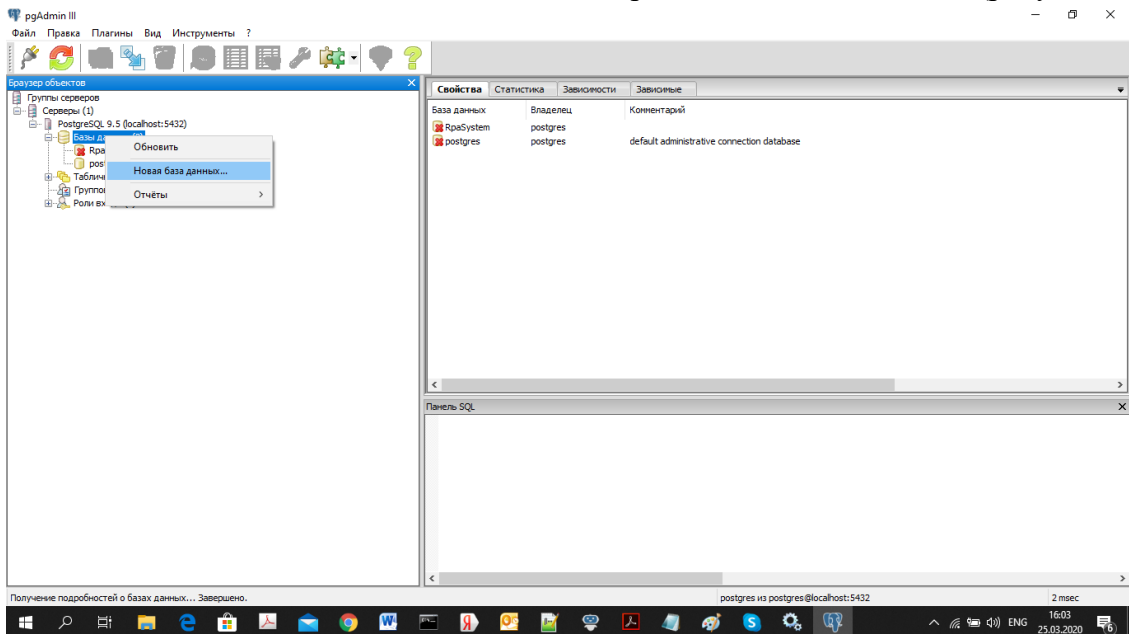 pgAdmin III
Файл Правка Плагины Вид Инструменты ?
Браузер объектов
Группы серверов
Серверы (1)
PostgreSQL 9.5 (localhost:5432)
Базы
Табличн
Роли
Обновить
Новая база данных...
Отчёты
Свойства Статистика Зависимости Зависимые
База данных Владелец Комментарий
RpaSystem postgres
postgres postgres default administrative connection database
Панель SQL
Получение подробностей о базах данных... Завершено. postgres из postgres@localhost:5432 2 msec
ENG 16:03
25.03.2020